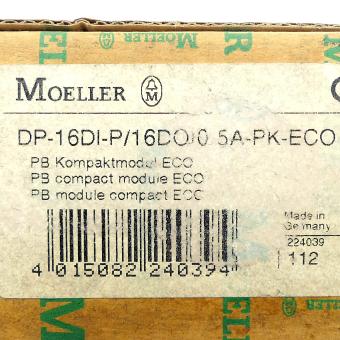 MOELLER
DP-16DI-P/16DO/0.5A-PK-ECO
PB Kompaktmodul ECO
PB compact module ECO
PB module compact ECO
Made in
Germany
224039
112
4 015082 240394